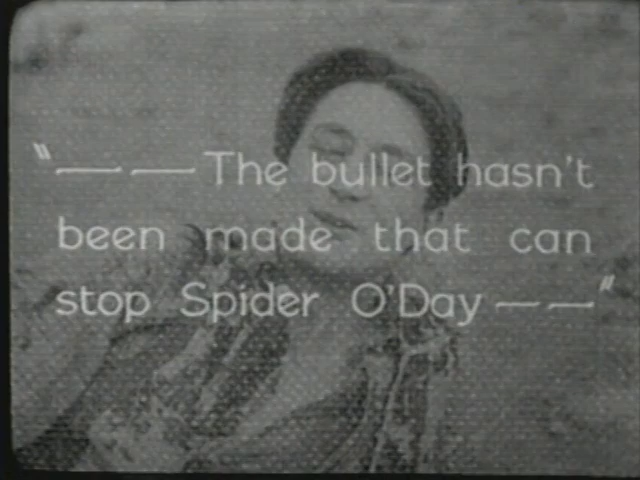 "— — The bullet hasn't
been made that can
stop Spider O'Day — —"